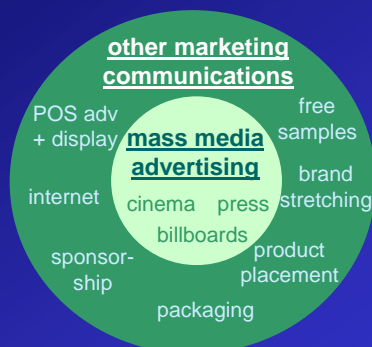 other marketing
communications
POS adv
+ display
free
samples
mass media
advertising
brand
stretching
internet
cinema press
billboards
sponsor-
ship
product
placement
packaging